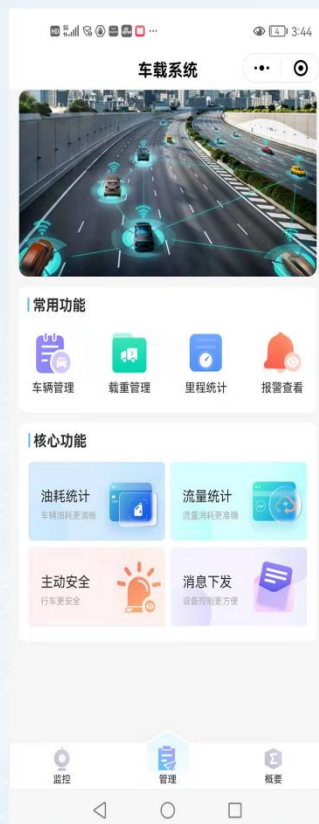 HD 5G 4 3:44
车载系统
常用功能
车辆管理 载重管理 里程统计 报警查看
核心功能
油耗统计 流量统计
车辆油耗更清晰 流量消耗更准确
主动安全 消息下发
行车更安全 设备控制更方便
监控 管理 概要